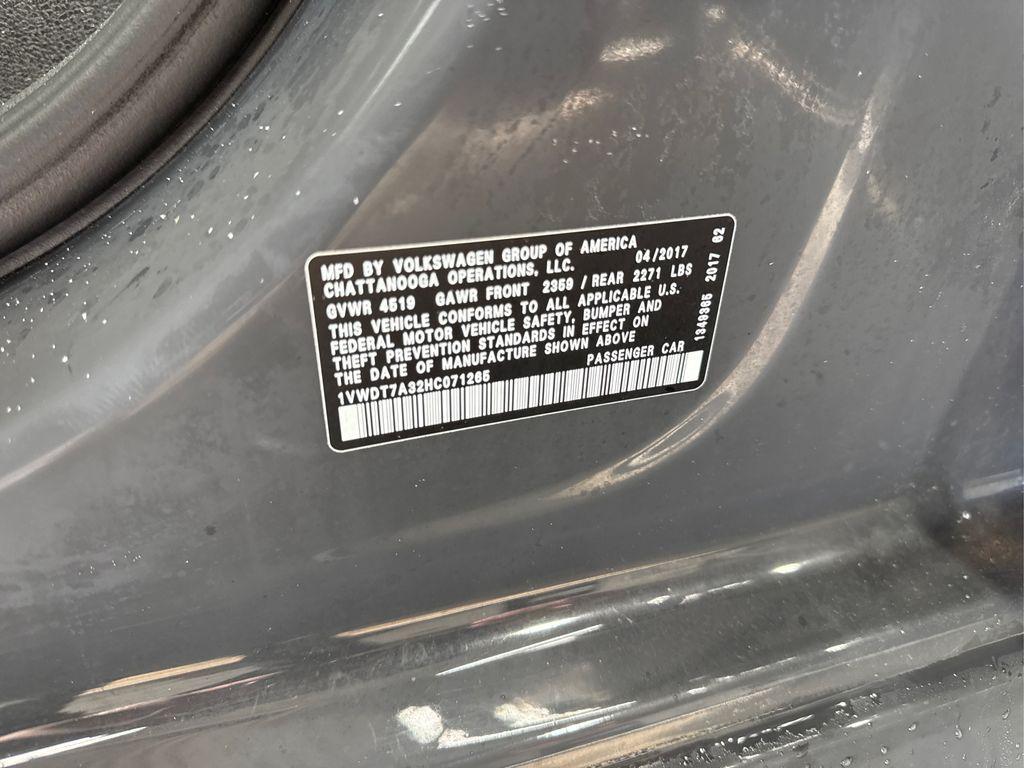 MFD BY VOLKSWAGEN GROUP OF AMERICA
CHATTANOOGA OPERATIONS, LLC. 04/2017
GVWR 4519 GAWR FRONT 2359 / REAR 2271 LBS
THIS VEHICLE CONFORMS TO ALL APPLICABLE U.S.
FEDERAL MOTOR VEHICLE SAFETY, BUMPER AND
THEFT PREVENTION STANDARDS IN EFFECT ON
THE DATE OF MANUFACTURE SHOWN ABOVE
1VWDT7A32HC071265 PASSENGER CAR
1349385 2017 62